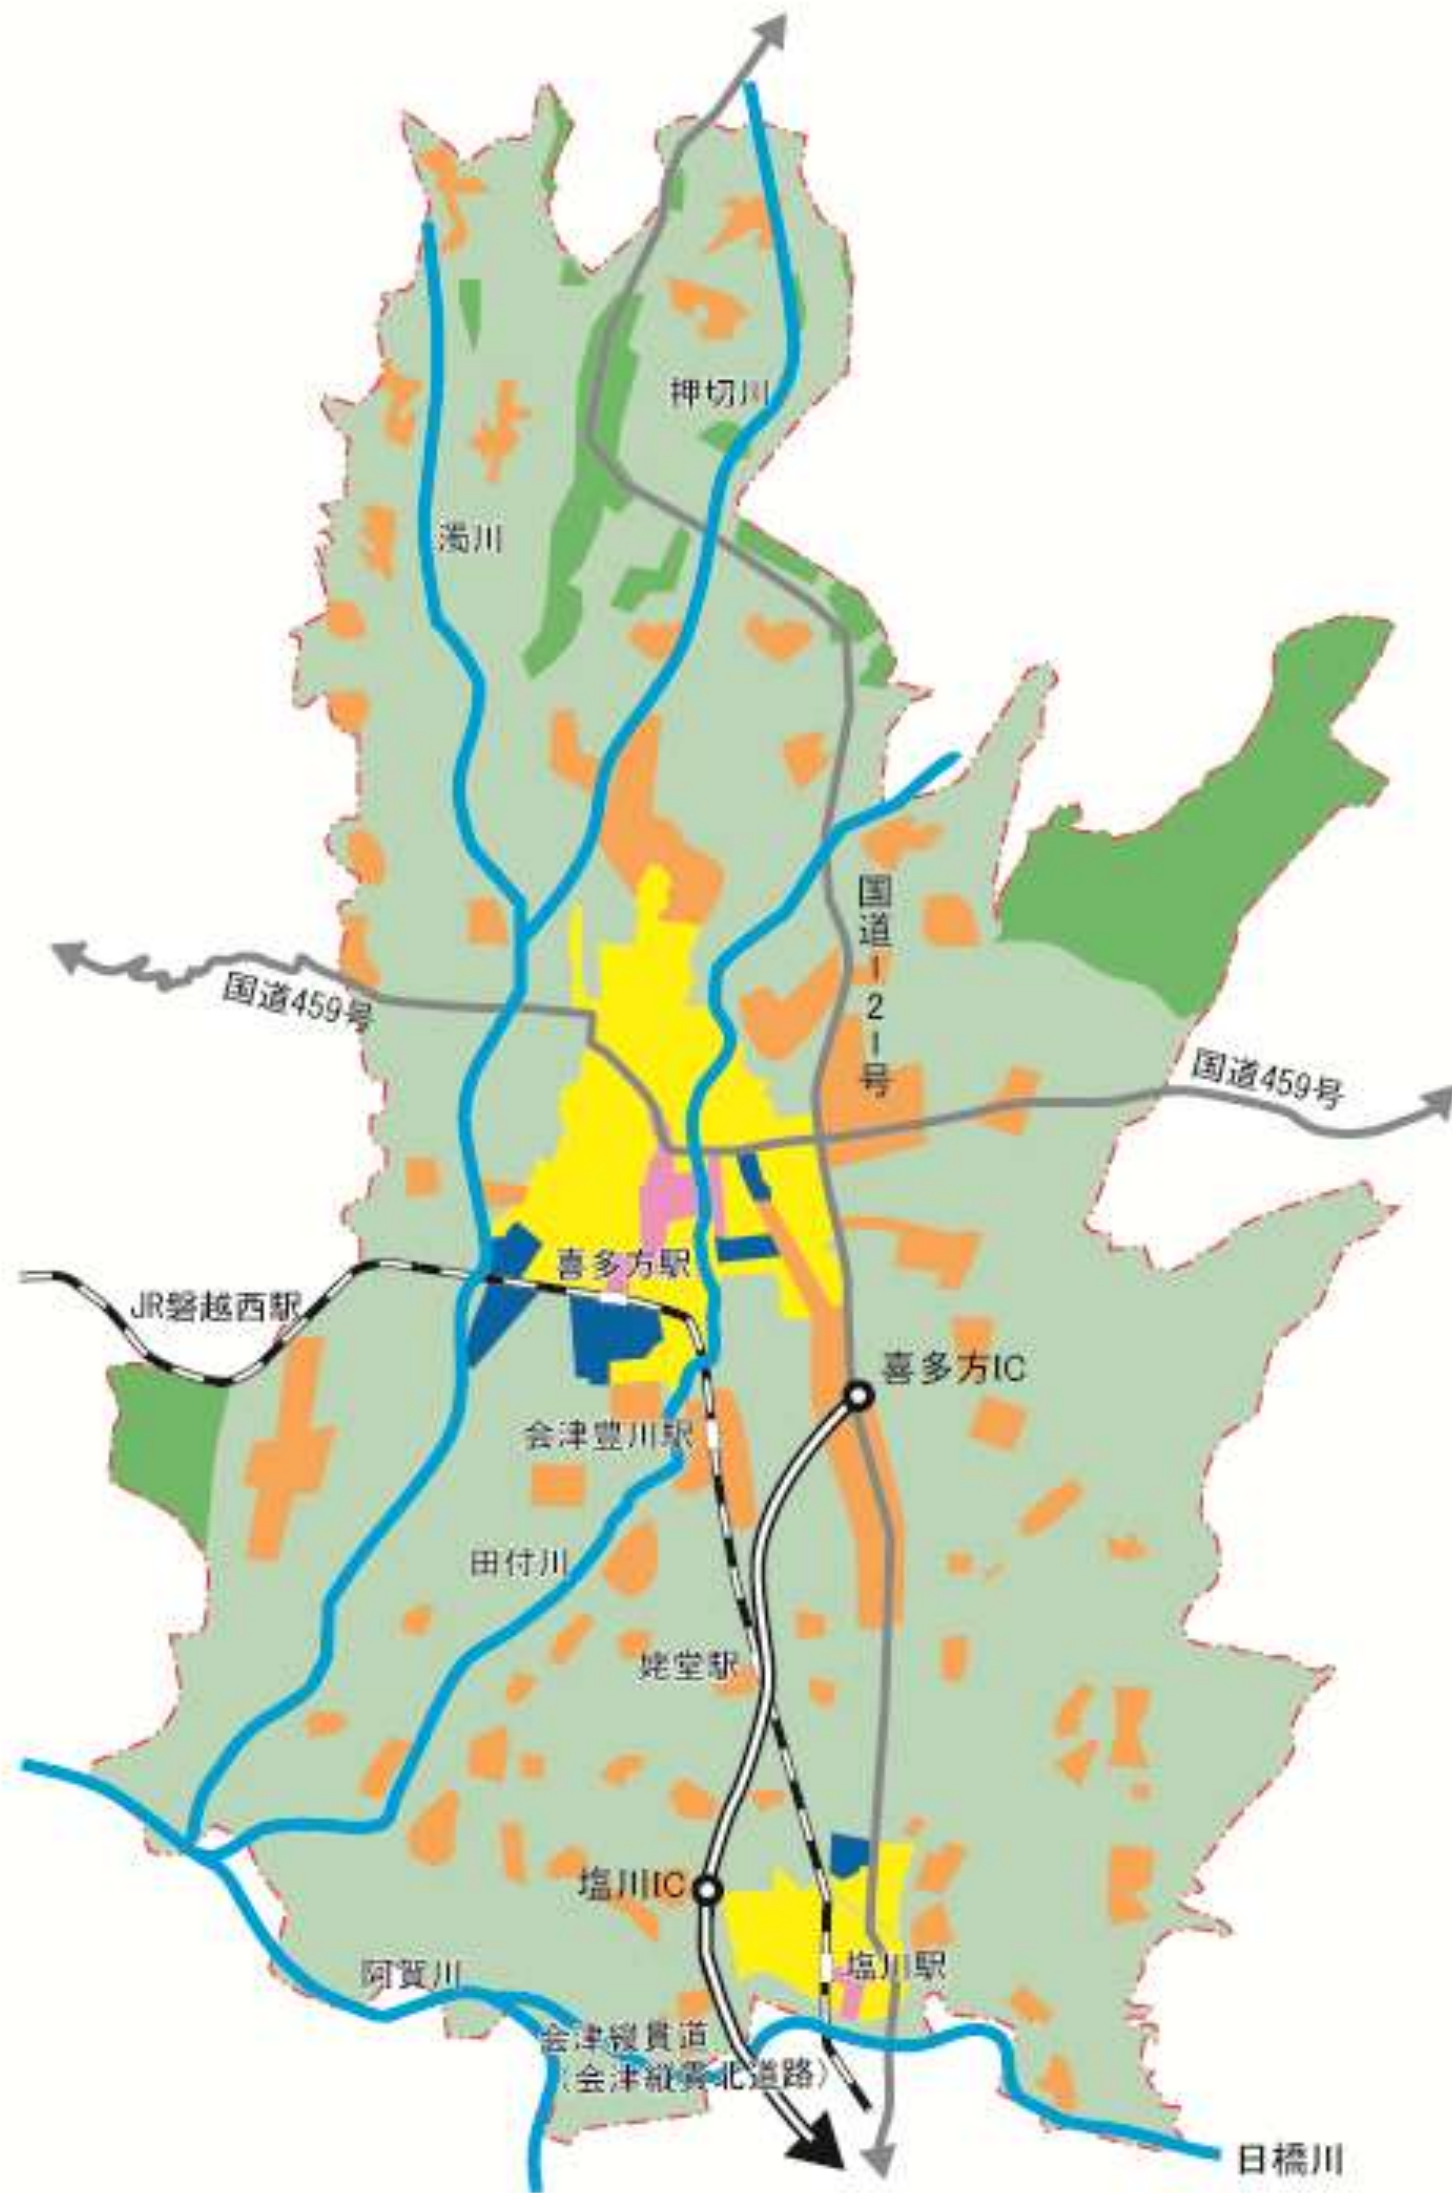 押切川
濁川
国道121号
国道459号
国道459号
喜多方駅
JR磐越西駅
喜多方IC
会津豊川駅
田付川
姥堂駅
塩川IC
塩川駅
阿賀川
会津縦貫道
(会津縦貫北道路)
日橋川